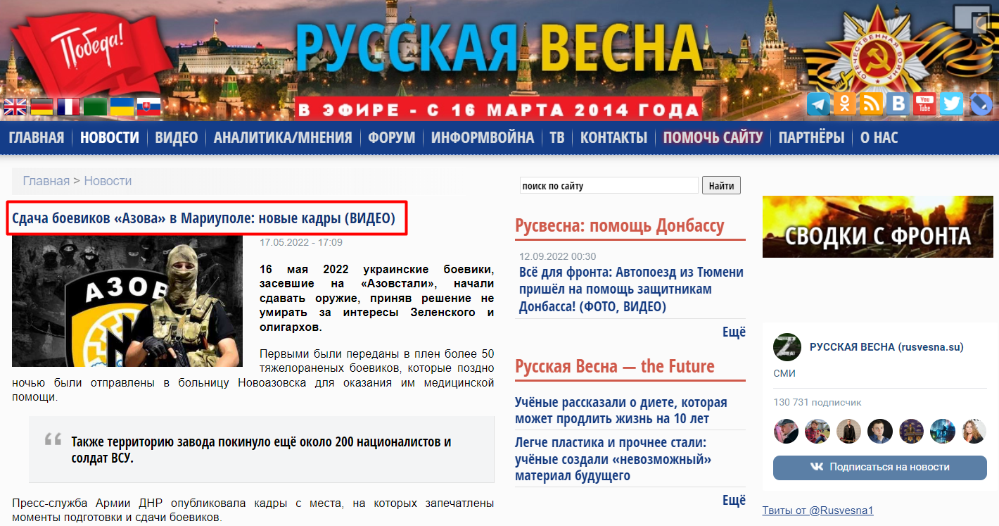 Победа!
РУССКАЯ ВЕСНА
ОТЕЧЕСТВЕННАЯ ВОЙНА
В ЭФИРЕ - С 16 МАРТА 2014 ГОДА
You
Tube
ГЛАВНАЯ НОВОСТИ ВИДЕО АНАЛИТИКА/МНЕНИЯ ФОРУМ ИНФОРМВОЙНА ТВ КОНТАКТЫ ПОМОЧЬ САЙТУ ПАРТНЁРЫ О НАС
Главная > Новости
Сдача боевиков «Азова» в Мариуполе: новые кадры (ВИДЕО)
АЗОВ
17.05.2022 - 17:09
16 мая 2022 украинские боевики,
засевшие на «Азовстали», начали
сдавать оружие, приняв решение не
умирать за интересы Зеленского и
олигархов.
Первыми были переданы в плен более 50
тяжелораненых боевиков, которые поздно
ночью были отправлены в больницу Новоазовска для оказания им медицинской
помощи.
Также территорию завода покинуло ещё около 200 националистов и
солдат ВСУ.
Пресс-служба Армии ДНР опубликовала кадры с места, на которых запечатлены
моменты подготовки и сдачи боевиков.
поиск по сайту
Найти
Русвесна: помощь Донбассу
12.09.2022 00:30
Всё для фронта: Автопоезд из Тюмени
пришёл на помощь защитникам
Донбасса! (ФОТО, ВИДЕО)
Ещё
Русская Весна — the Future
Учёные рассказали о диете, которая
может продлить жизнь на 10 лет
Легче пластика и прочнее стали:
учёные создали «невозможный»
материал будущего
Ещё
СВОДКИ С ФРОНТА
РУССКАЯ ВЕСНА (rusvesna.su)
СМИ
130 731 подписчик
Подписаться на новости
Твиты от @Rusvesna1